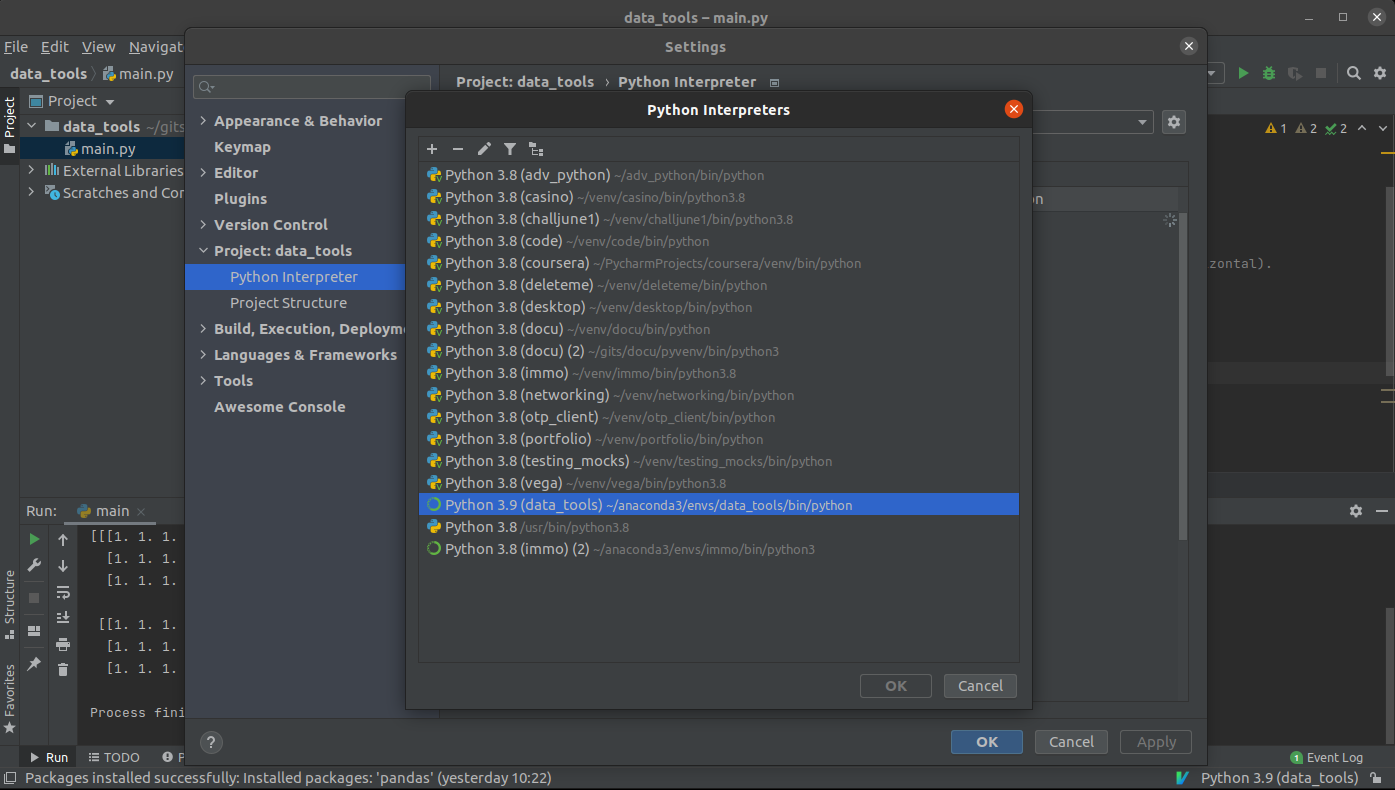 data_tools – main.py
File Edit View Navigat
Settings
data_tools main.py
Project: data_tools › Python Interpreter
Project
Project
data_tools ~/gits
main.py
External Libraries
Scratches and Cor
Appearance & Behavior
Keymap
Editor
Plugins
Version Control
Project: data_tools
Python Interpreter
Project Structure
Build, Execution, Deployme
Languages & Frameworks
Tools
Awesome Console
1 2 2
on
zontal).
Python Interpreters
Python 3.8 (adv_python) ~/adv_python/bin/python
Python 3.8 (casino) ~/venv/casino/bin/python3.8
Python 3.8 (challjune1) ~/venv/challjune1/bin/python3.8
Python 3.8 (code) ~/venv/code/bin/python
Python 3.8 (coursera) ~/PycharmProjects/coursera/venv/bin/python
Python 3.8 (deleteme) ~/venv/deleteme/bin/python
Python 3.8 (desktop) ~/venv/desktop/bin/python
Python 3.8 (docu) ~/venv/docu/bin/python
Python 3.8 (docu) (2) ~/gits/docu/pyvenv/bin/python3
Python 3.8 (immo) ~/venv/immo/bin/python3.8
Python 3.8 (networking) ~/venv/networking/bin/python
Python 3.8 (otp_client) ~/venv/otp_client/bin/python
Python 3.8 (portfolio) ~/venv/portfolio/bin/python
Python 3.8 (testing_mocks) ~/venv/testing_mocks/bin/python
Python 3.8 (vega) ~/venv/vega/bin/python3.8
Python 3.9 (data_tools) ~/anaconda3/envs/data_tools/bin/python
Python 3.8 /usr/bin/python3.8
Python 3.8 (immo) (2) ~/anaconda3/envs/immo/bin/python3
OK Cancel
Run: main
[[[1. 1. 1.
[1. 1. 1.
[1. 1. 1.
[[1. 1. 1.
[1. 1. 1.
[1. 1. 1.
Process fini
Structure
Favorites
?
OK Cancel Apply
Run TODO P
1 Event Log
Packages installed successfully: Installed packages: 'pandas' (yesterday 10:22)
Python 3.9 (data_tools)